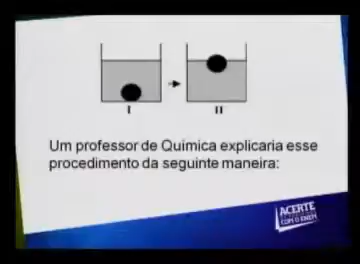 I
II
Um professor de Química explicaria esse
procedimento da seguinte maneira:
ACERTE
COM O ENEM